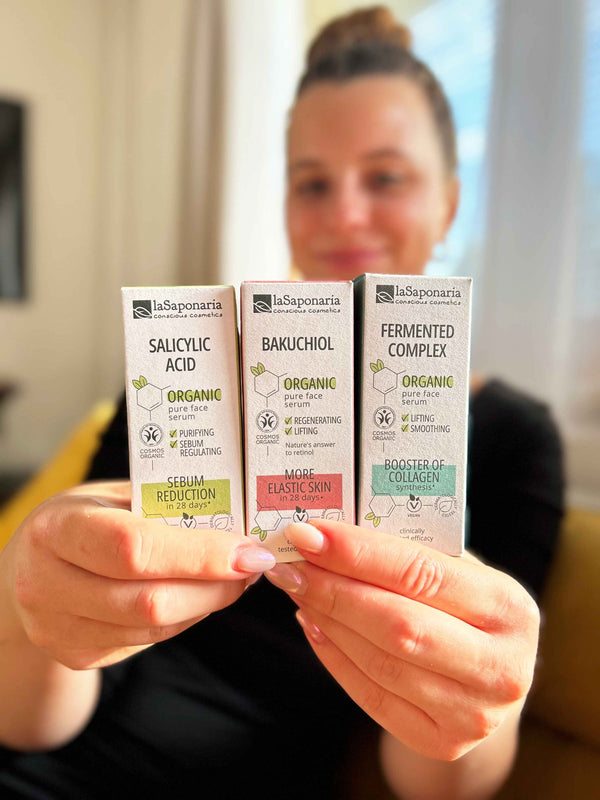 laSaponaria
conscious cosmetics
SALICYLIC
ACID
ORGANIC
pure face
serum
COSMOS
ORGANIC
PURIFYING
SEBUM
REGULATING
SEBUM
REDUCTION
in 28 days*
laSaponaria
conscious cosmetics
BAKUCHIOL
ORGANIC
pure face
serum
COSMOS
ORGANIC
REGENERATING
LIFTING
Nature's answer
to retinol
MORE
ELASTIC SKIN
in 28 days*
laSaponaria
conscious cosmetics
FERMENTED
COMPLEX
ORGANIC
pure face
serum
COSMOS
ORGANIC
LIFTING
SMOOTHING
BOOSTER OF
COLLAGEN
synthesis*
VEGAN
clinically
efficacy